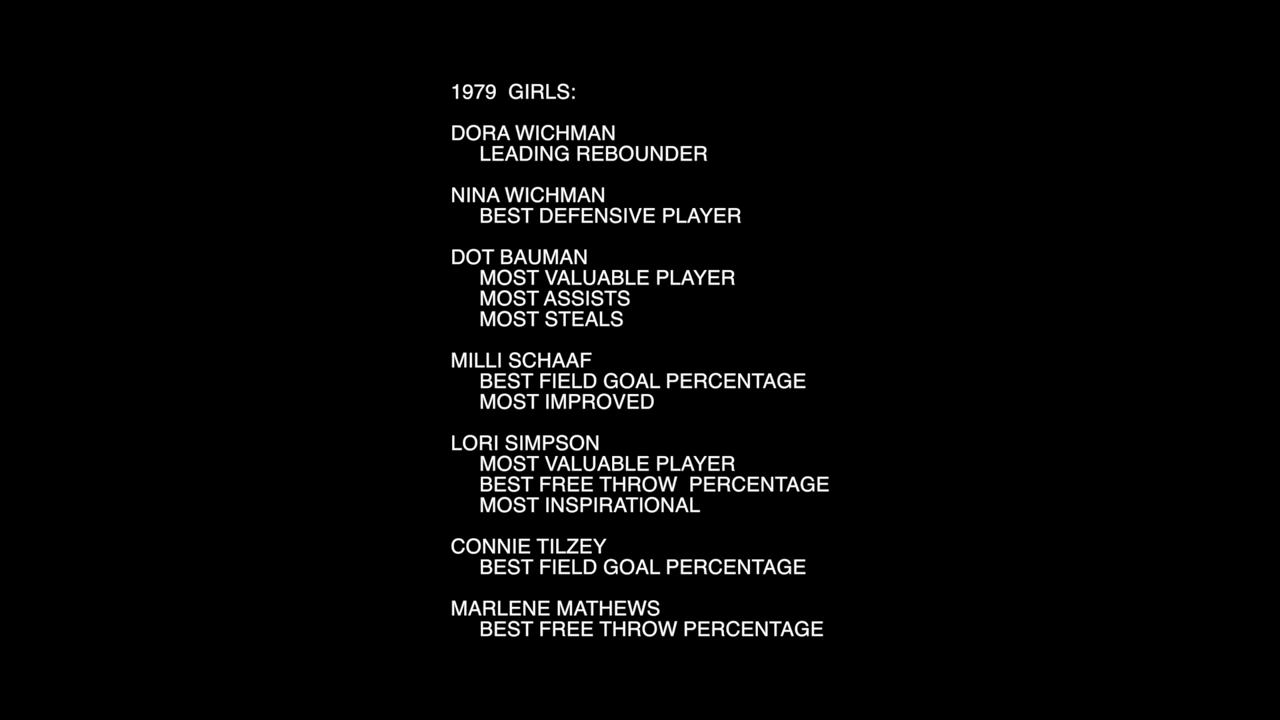 1979  GIRLS:
DORA WICHMAN
LEADING REBOUNDER
NINA WICHMAN
BEST DEFENSIVE PLAYER
DOT BAUMAN
MOST VALUABLE PLAYER
MOST ASSISTS
MOST STEALS
MILLI SCHAAF
BEST FIELD GOAL PERCENTAGE
MOST IMPROVED
LORI SIMPSON
MOST VALUABLE PLAYER
BEST FREE THROW  PERCENTAGE
MOST INSPIRATIONAL
CONNIE TILZEY
BEST FIELD GOAL PERCENTAGE
MARLENE MATHEWS
BEST FREE THROW PERCENTAGE